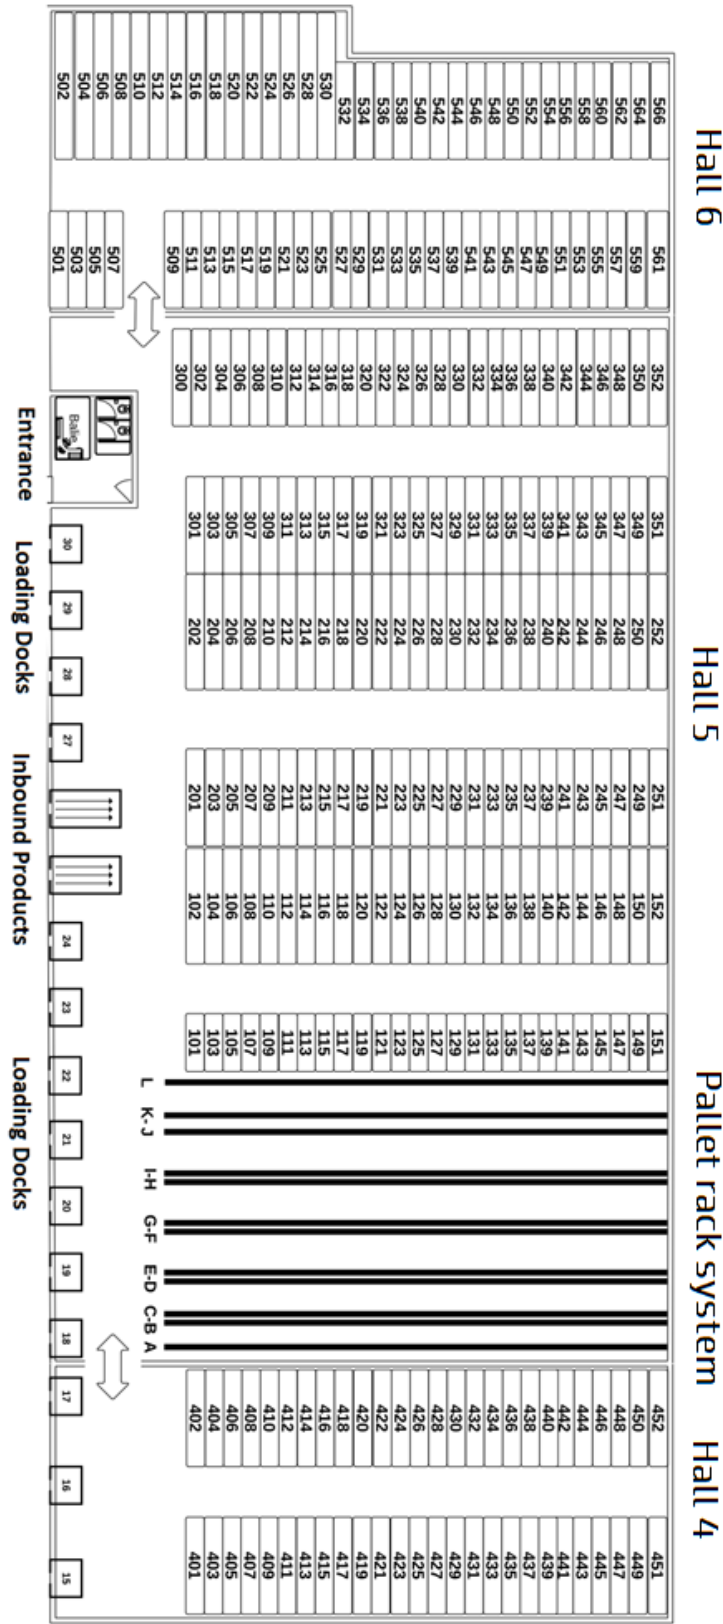 Hall 6
502 504 506 508 510 512 514 516 518 520 522 524 526 528 530 532 534 536 538 540 542 544 546 548 550 552 554 556 558 560 562 564 566
501 503 505 507 509 511 513 515 517 519 521 523 525 527 529 531 533 535 537 539 541 543 545 547 549 551 553 555 557 559 561
Hall 5
300 302 304 306 308 310 312 314 316 318 320 322 324 326 328 330 332 334 336 338 340 342 344 346 348 350 352
301 303 305 307 309 311 313 315 317 319 321 323 325 327 329 331 333 335 337 339 341 343 345 347 349 351
202 204 206 208 210 212 214 216 218 220 222 224 226 228 230 232 234 236 238 240 242 244 246 248 250 252
201 203 205 207 209 211 213 215 217 219 221 223 225 227 229 231 233 235 237 239 241 243 245 247 249 251
102 104 106 108 110 112 114 116 118 120 122 124 126 128 130 132 134 136 138 140 142 144 146 148 150 152
101 103 105 107 109 111 113 115 117 119 121 123 125 127 129 131 133 135 137 139 141 143 145 147 149 151
Pallet rack system
L
K-J
I-H
G-F
E-D
C-B
A
Hall 4
402 404 406 408 410 412 414 416 418 420 422 424 426 428 430 432 434 436 438 440 442 444 446 448 450 452
401 403 405 407 409 411 413 415 417 419 421 423 425 427 429 431 433 435 437 439 441 443 445 447 449 451
Balie
30
29
28
27
24
23
22
21
20
19
18
17
16
15
Entrance
Loading Docks
Inbound Products
Loading Docks